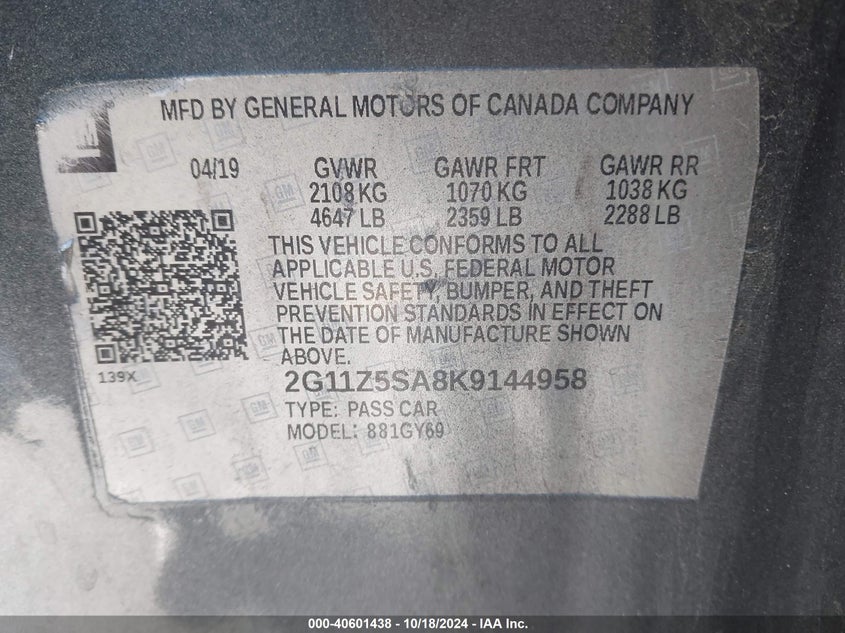 MFD BY GENERAL MOTORS OF CANADA COMPANY
04/19 GVWR GAWR FRT GAWR RR
2108 KG 1070 KG 1038 KG
4647 LB 2359 LB 2288 LB
THIS VEHICLE CONFORMS TO ALL
APPLICABLE U.S. FEDERAL MOTOR
VEHICLE SAFETY, BUMPER, AND THEFT
PREVENTION STANDARDS IN EFFECT ON
THE DATE OF MANUFACTURE SHOWN
ABOVE.
139X
2G11Z5SA8K9144958
TYPE: PASS CAR
MODEL: 881GY69
000-40601438 - 10/18/2024 - IAA Inc.